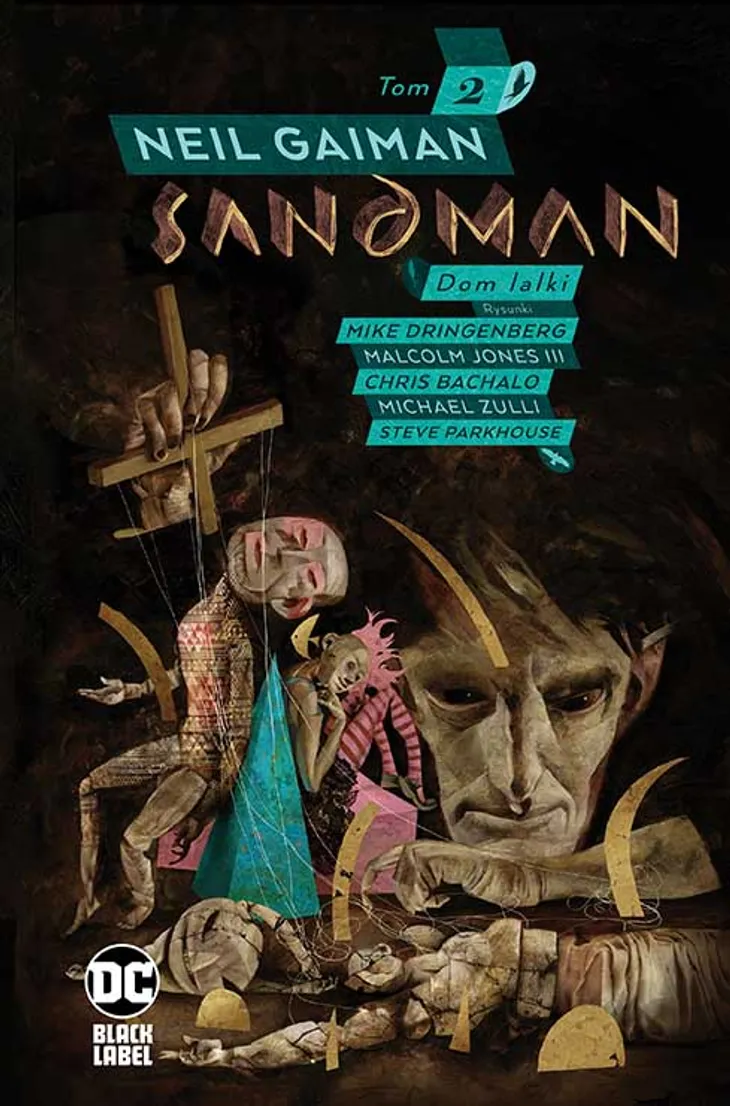 Tom 2
NEIL GAIMAN
SANDMAN
Dom lalki
Rysunki
MIKE DRINGENBERG
MALCOLM JONES III
CHRIS BACHALO
MICHAEL ZULLI
STEVE PARKHOUSE
DC
BLACK
LABEL